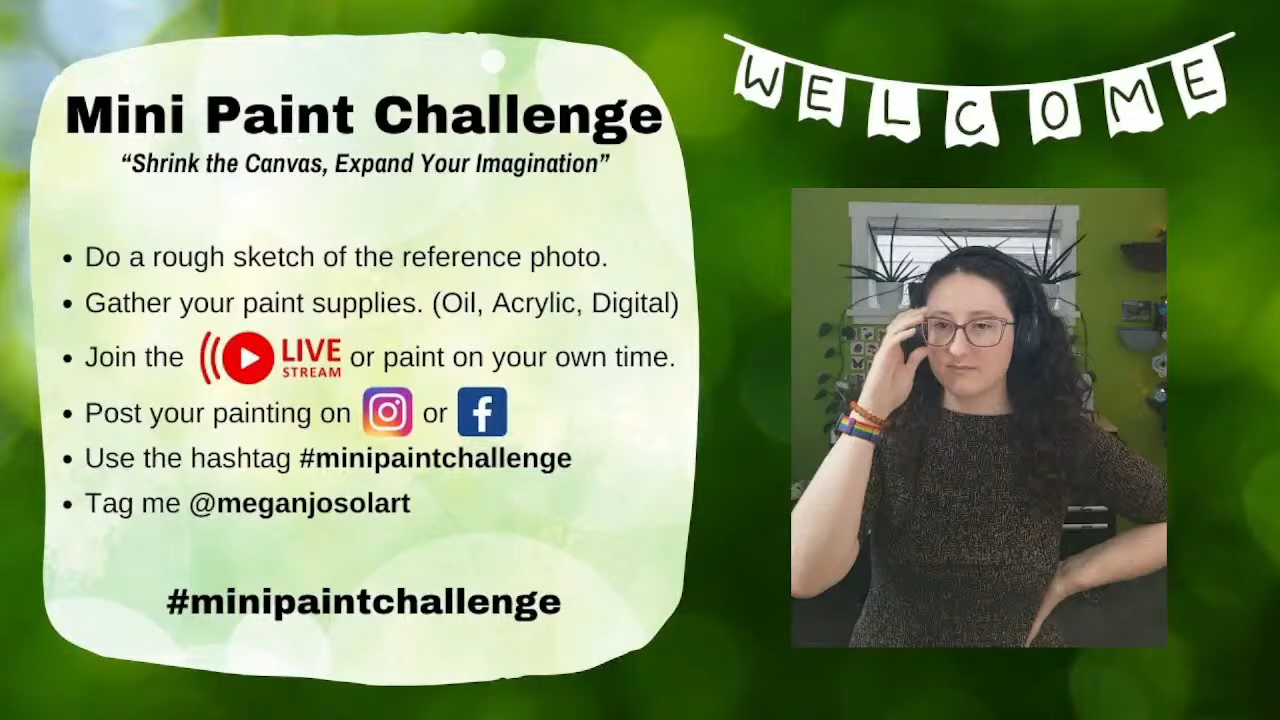 Mini Paint Challenge
“Shrink the Canvas, Expand Your Imagination”
WELCOME
Do a rough sketch of the reference photo.
Gather your paint supplies. (Oil, Acrylic, Digital)
Join the LIVE STREAM or paint on your own time.
Post your painting on or
Use the hashtag #minipaintchallenge
Tag me @meganjosolart
#minipaintchallenge